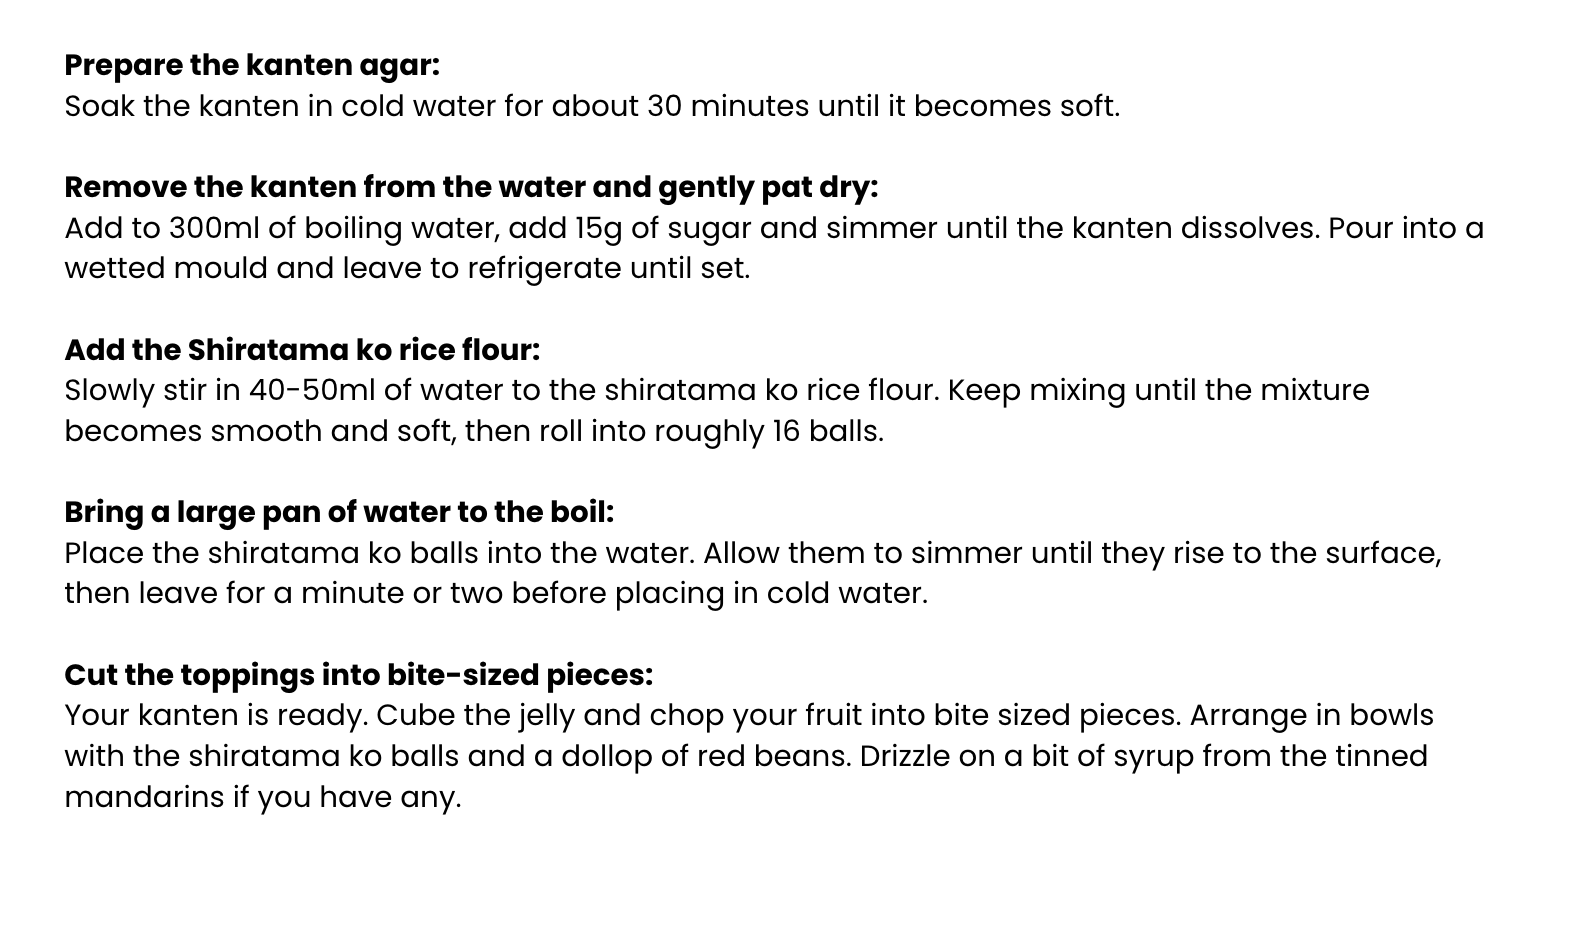 Prepare the kanten agar:
Soak the kanten in cold water for about 30 minutes until it becomes soft.
Remove the kanten from the water and gently pat dry:
Add to 300ml of boiling water, add 15g of sugar and simmer until the kanten dissolves. Pour into a
wetted mould and leave to refrigerate until set.
Add the Shiratama ko rice flour:
Slowly stir in 40-50ml of water to the shiratama ko rice flour. Keep mixing until the mixture
becomes smooth and soft, then roll into roughly 16 balls.
Bring a large pan of water to the boil:
Place the shiratama ko balls into the water. Allow them to simmer until they rise to the surface,
then leave for a minute or two before placing in cold water.
Cut the toppings into bite-sized pieces:
Your kanten is ready. Cube the jelly and chop your fruit into bite sized pieces. Arrange in bowls
with the shiratama ko balls and a dollop of red beans. Drizzle on a bit of syrup from the tinned
mandarins if you have any.